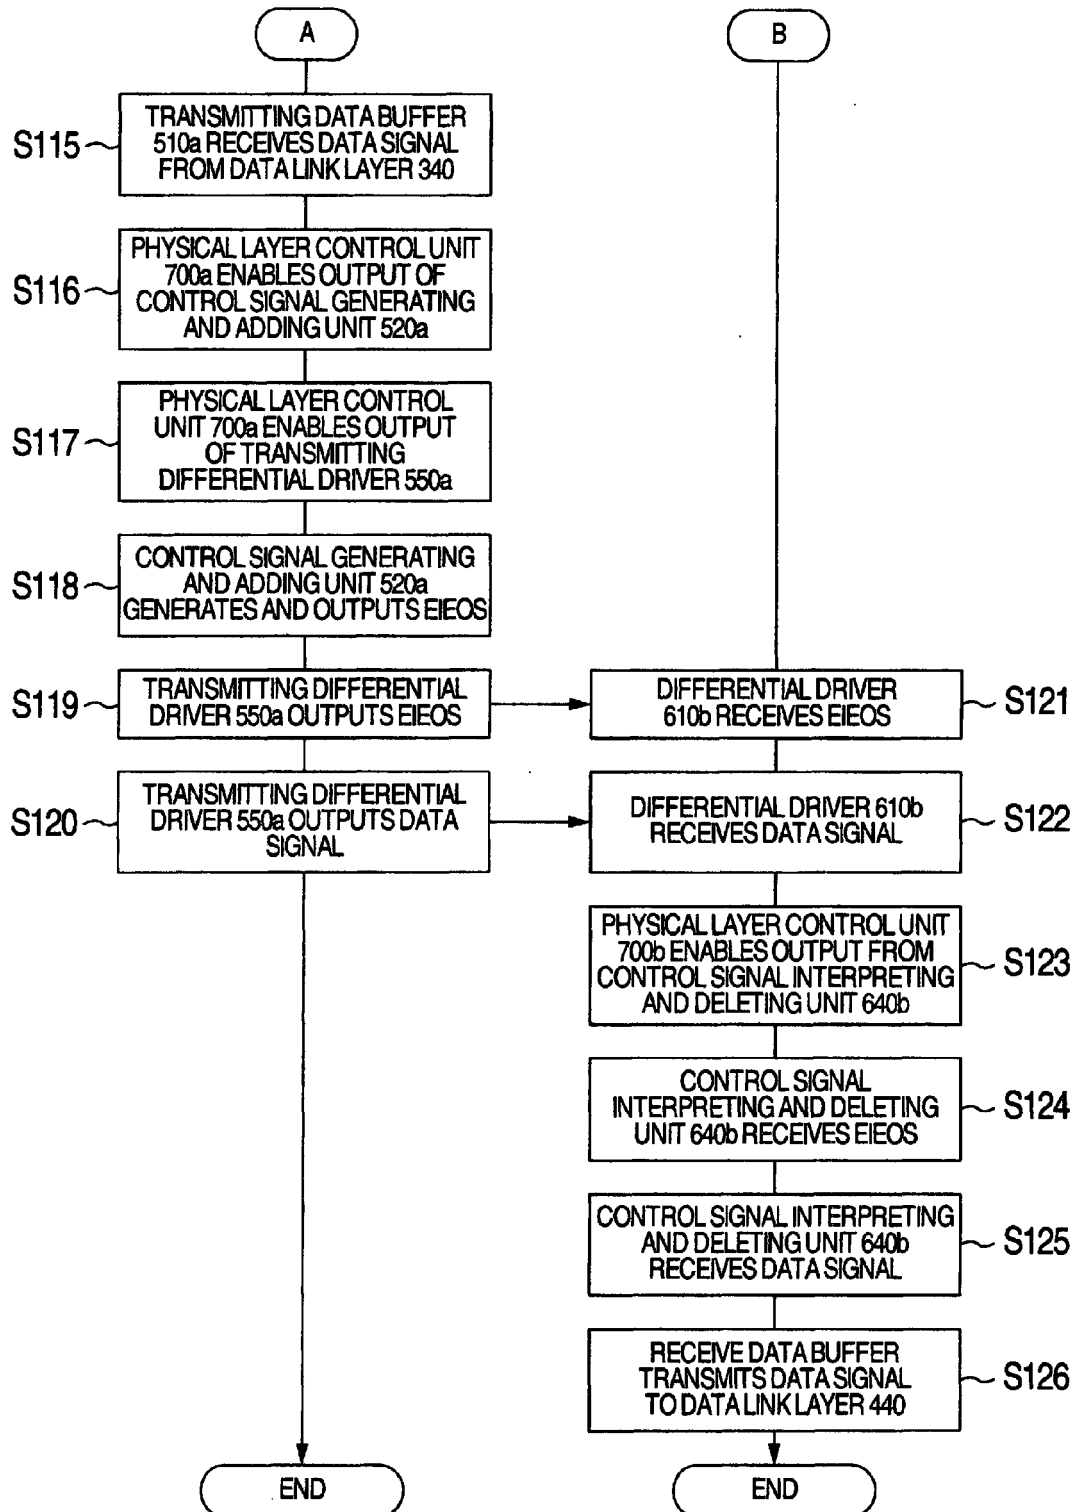 A
S115
TRANSMITTING DATA BUFFER
510a RECEIVES DATA SIGNAL
FROM DATA LINK LAYER 340
S116
PHYSICAL LAYER CONTROL UNIT
700a ENABLES OUTPUT OF
CONTROL SIGNAL GENERATING
AND ADDING UNIT 520a
S117
PHYSICAL LAYER CONTROL
UNIT 700a ENABLES OUTPUT
OF TRANSMITTING
DIFFERENTIAL DRIVER 550a
S118
CONTROL SIGNAL GENERATING
AND ADDING UNIT 520a
GENERATES AND OUTPUTS EIEOS
S119
TRANSMITTING DIFFERENTIAL
DRIVER 550a OUTPUTS EIEOS
S120
TRANSMITTING DIFFERENTIAL
DRIVER 550a OUTPUTS DATA
SIGNAL
END
B
DIFFERENTIAL DRIVER
610b RECEIVES EIEOS
S121
DIFFERENTIAL DRIVER 610b
RECEIVES DATA SIGNAL
S122
PHYSICAL LAYER CONTROL UNIT
700b ENABLES OUTPUT FROM
CONTROL SIGNAL INTERPRETING
AND DELETING UNIT 640b
S123
CONTROL SIGNAL
INTERPRETING AND DELETING
UNIT 640b RECEIVES EIEOS
S124
CONTROL SIGNAL INTERPRETING
AND DELETING UNIT 640b
RECEIVES DATA SIGNAL
S125
RECEIVE DATA BUFFER
TRANSMITS DATA SIGNAL
TO DATA LINK LAYER 440
S126
END